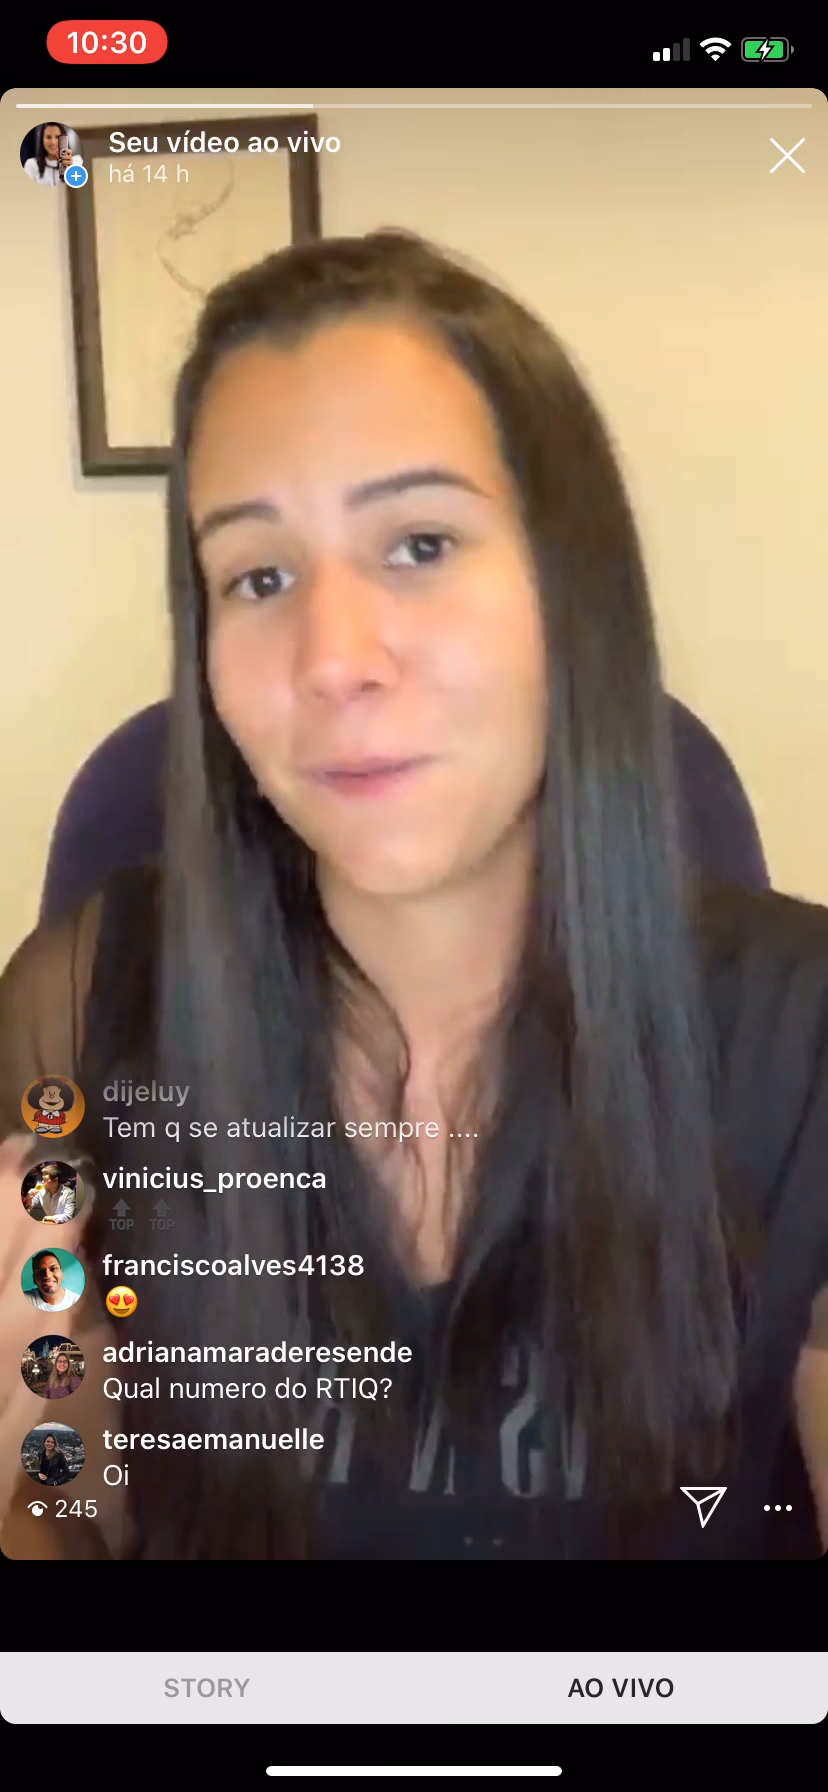 10:30
Seu vídeo ao vivo
há 14 h
dijeluy
Tem q se atualizar sempre ....
vinicius_proenca
TOP TOP
franciscoalves4138
adrianamaraderesende
Qual numero do RTIQ?
teresaemanuelle
Oi
245
STORY
AO VIVO